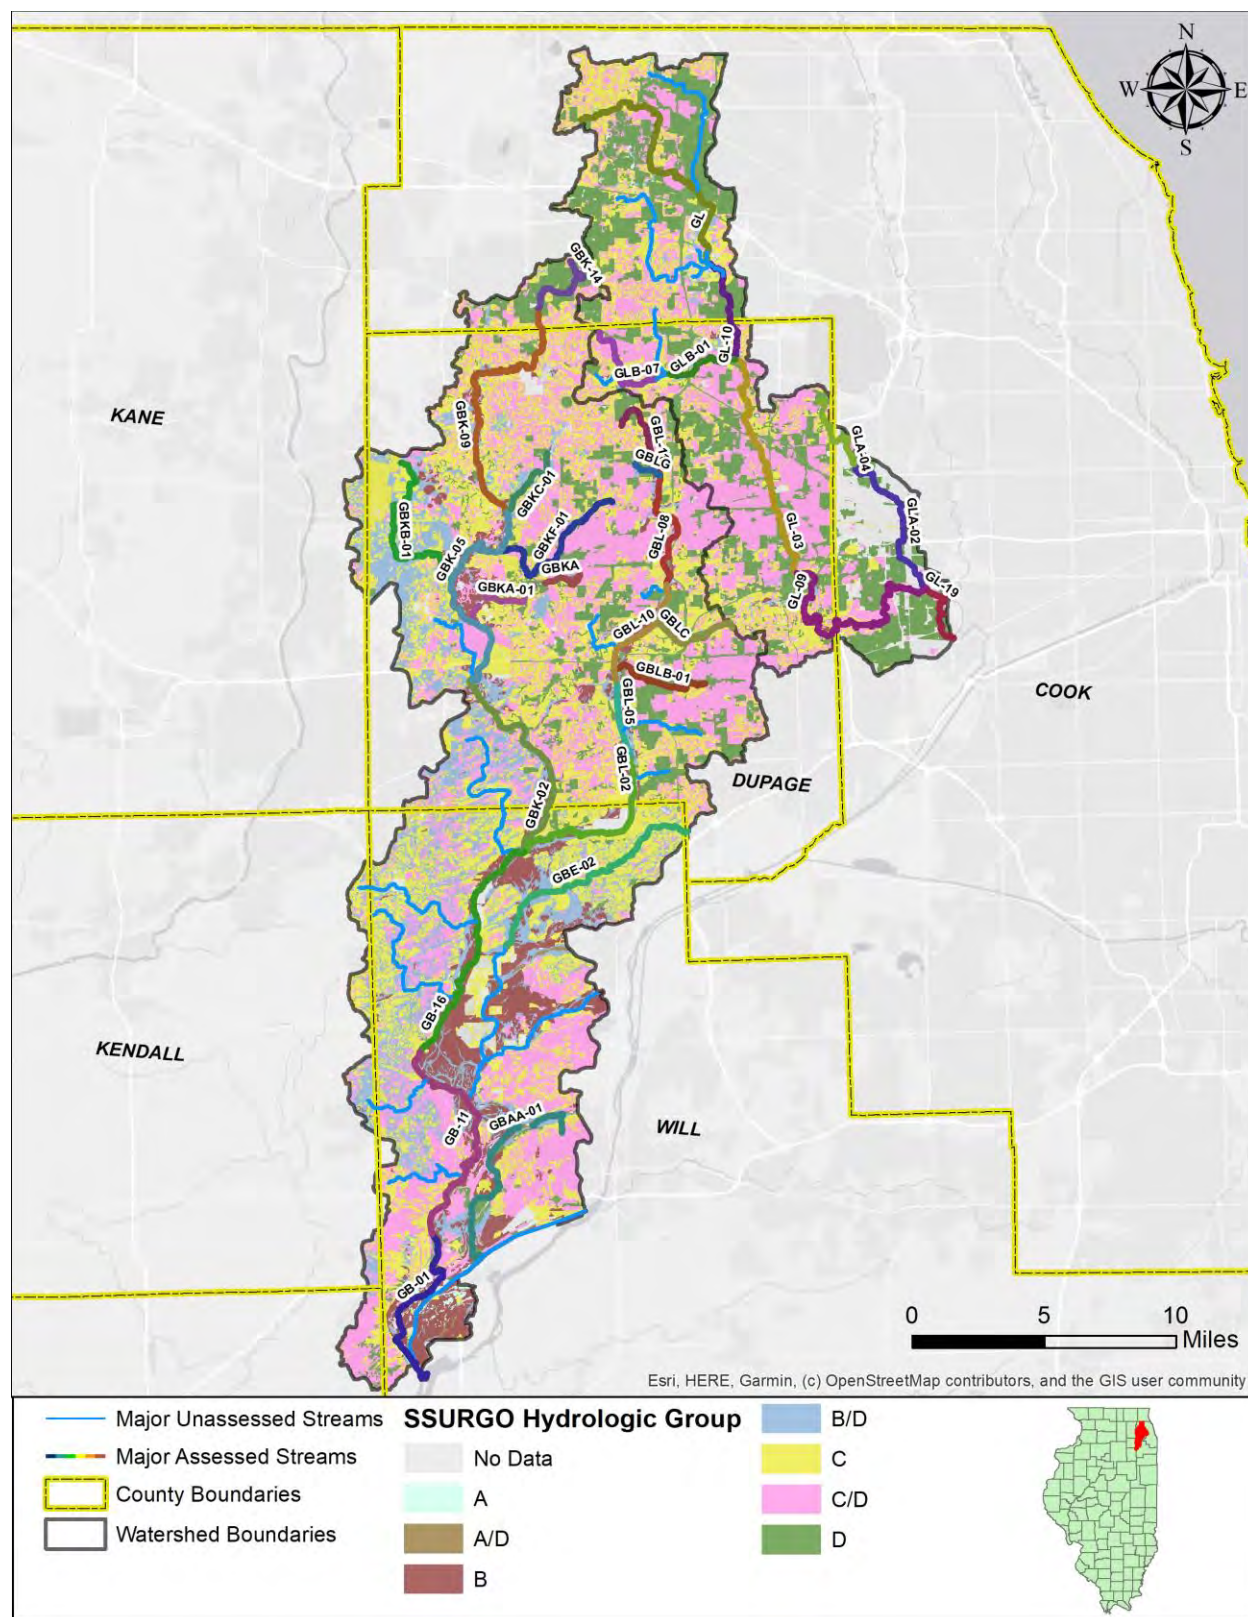 N
W E
S
GL
GBK-14
GL-10
GLB-01
GLB-07
KANE
GBK-09
GBLG
GLA-04
GBKC-01
GLA-02
GBKB-01
GBKF-01
GBL-08
GL-03
GBK-05
GBKA
GBKA-01
GL-09
GL-19
GBL-10
GBLC
GBLB-01
COOK
GBL-05
GBL-02
DUPAGE
GBK-02
GBE-02
GB-16
KENDALL
GB-11
GBAA-01
WILL
GB-01
0 5 10
Miles
Esri, HERE, Garmin, (c) OpenStreetMap contributors, and the GIS user community
Major Unassessed Streams
Major Assessed Streams
County Boundaries
Watershed Boundaries
SSURGO Hydrologic Group
No Data
A
A/D
B
B/D
C
C/D
D